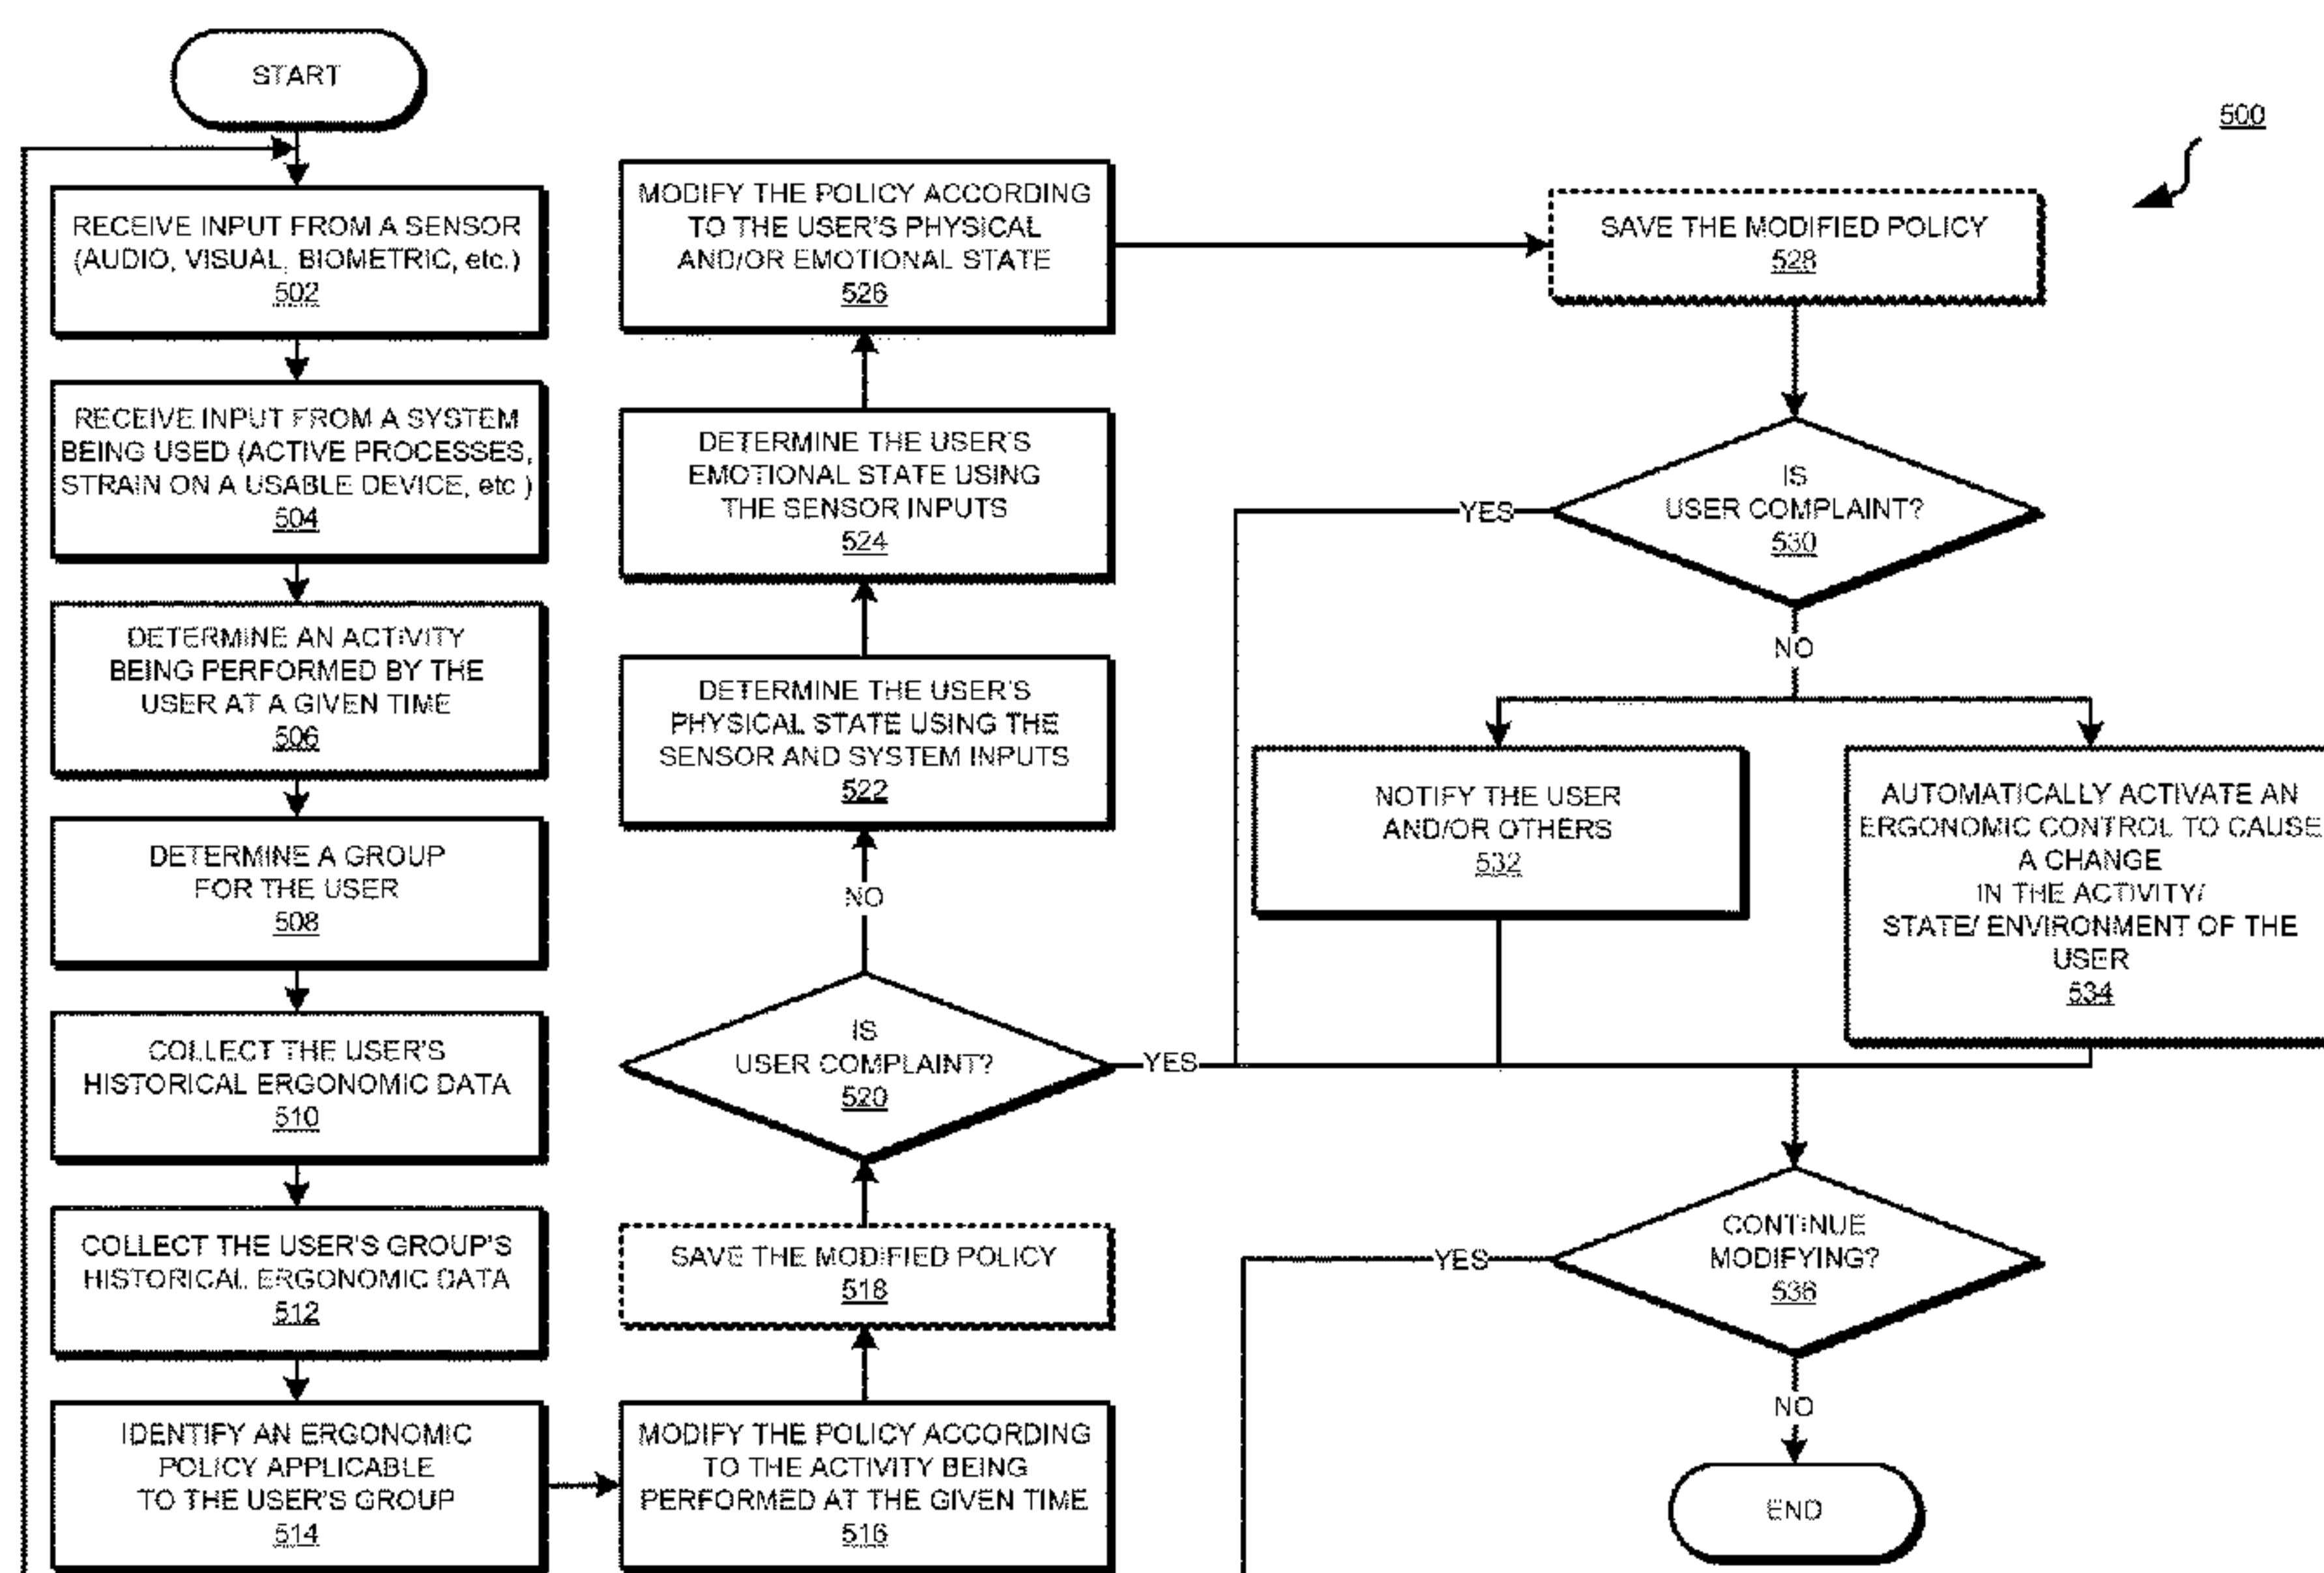 START
RECEIVE INPUT FROM A SENSOR
(AUDIO, VISUAL, BIOMETRIC, etc.)
502
RECEIVE INPUT FROM A SYSTEM
BEING USED (ACTIVE PROCESSES,
STRAIN ON A USABLE DEVICE, etc )
504
DETERMINE AN ACTIVITY
BEING PERFORMED BY THE
USER AT A GIVEN TIME
506
DETERMINE A GROUP
FOR THE USER
508
COLLECT THE USER'S
HISTORICAL ERGONOMIC DATA
510
COLLECT THE USER'S GROUP'S
HISTORICAL ERGONOMIC DATA
512
IDENTIFY AN ERGONOMIC
POLICY APPLICABLE
TO THE USER'S GROUP
514
MODIFY THE POLICY ACCORDING
TO THE ACTIVITY BEING
PERFORMED AT THE GIVEN TIME
516
SAVE THE MODIFIED POLICY
518
IS
USER COMPLAINT?
520
YES
NO
DETERMINE THE USER'S
PHYSICAL STATE USING THE
SENSOR AND SYSTEM INPUTS
522
DETERMINE THE USER'S
EMOTIONAL STATE USING
THE SENSOR INPUTS
524
MODIFY THE POLICY ACCORDING
TO THE USER'S PHYSICAL
AND/OR EMOTIONAL STATE
526
500
SAVE THE MODIFIED POLICY
528
IS
USER COMPLAINT?
530
YES
NO
NOTIFY THE USER
AND/OR OTHERS
532
AUTOMATICALLY ACTIVATE AN
ERGONOMIC CONTROL TO CAUSE
A CHANGE
IN THE ACTIVITY/
STATE/ ENVIRONMENT OF THE
USER
534
CONTINUE
MODIFYING?
536
YES
NO
END